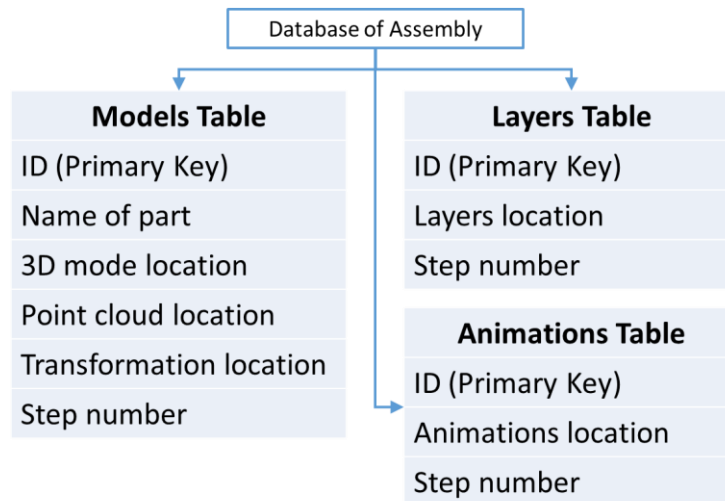 Database of Assembly
Models Table
ID (Primary Key)
Name of part
3D mode location
Point cloud location
Transformation location
Step number
Layers Table
ID (Primary Key)
Layers location
Step number
Animations Table
ID (Primary Key)
Animations location
Step number